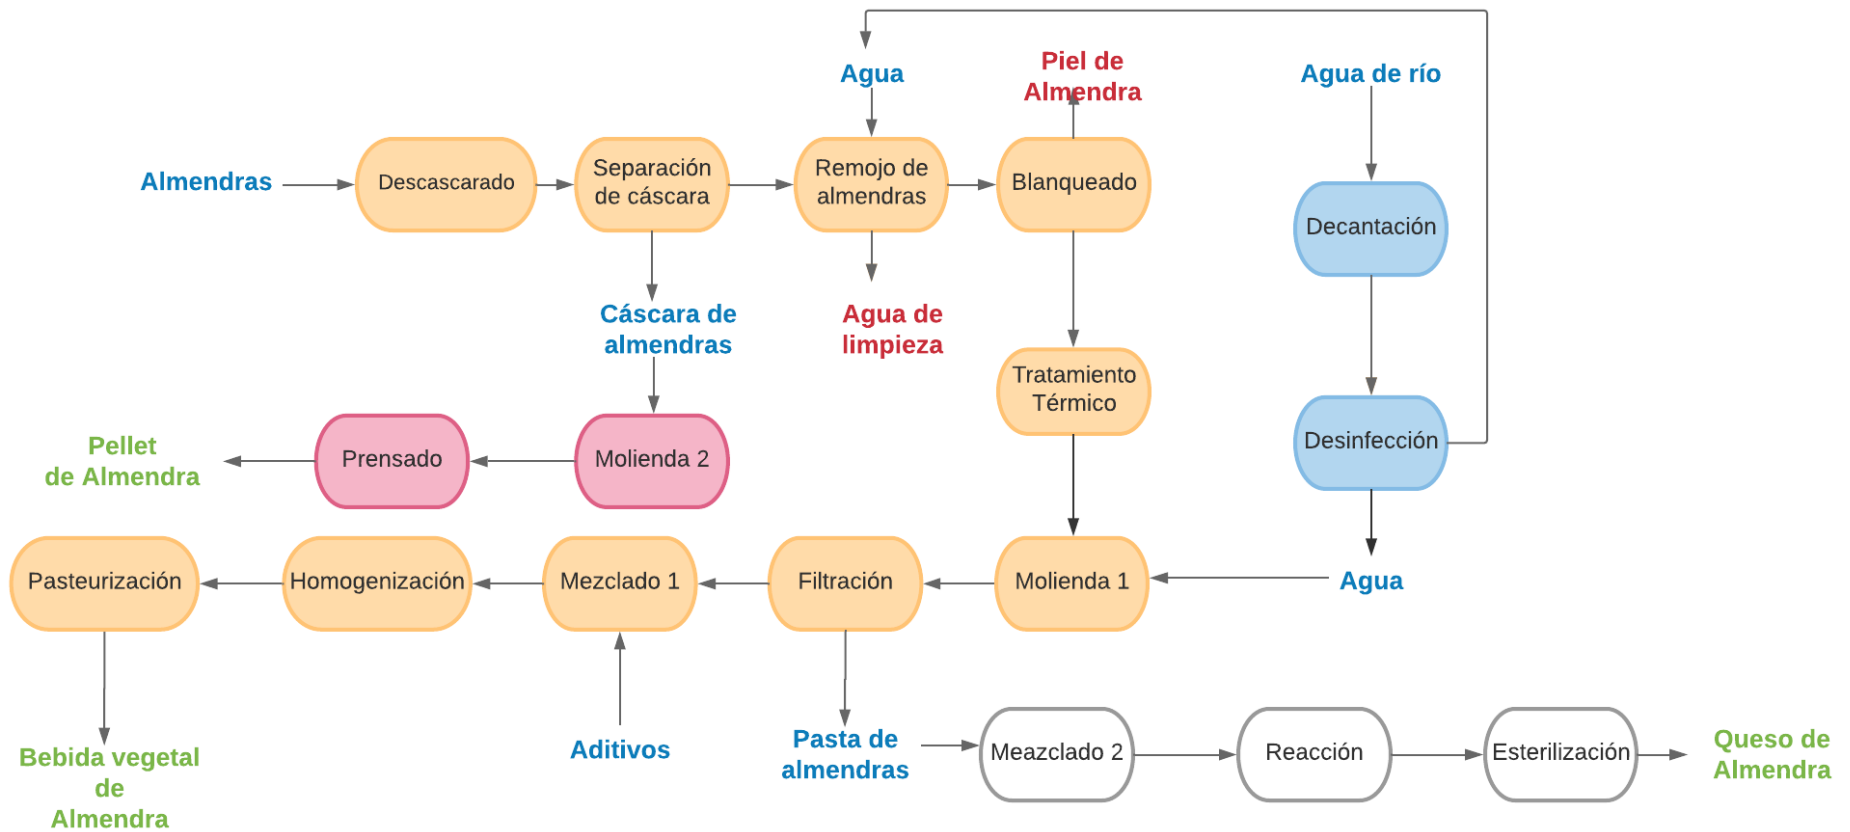 Agua
Piel de
Almendra
Agua de río
Almendras
Descascarado
Separación
de cáscara
Remojo de
almendras
Blanqueado
Decantación
Cáscara de
almendras
Agua de
limpieza
Tratamiento
Térmico
Pellet
de Almendra
Prensado
Molienda 2
Desinfección
Pasteurización
Homogenización
Mezclado 1
Filtración
Molienda 1
Agua
Bebida vegetal
de
Almendra
Aditivos
Pasta de
almendras
Meazclado 2
Reacción
Esterilización
Queso de
Almendra